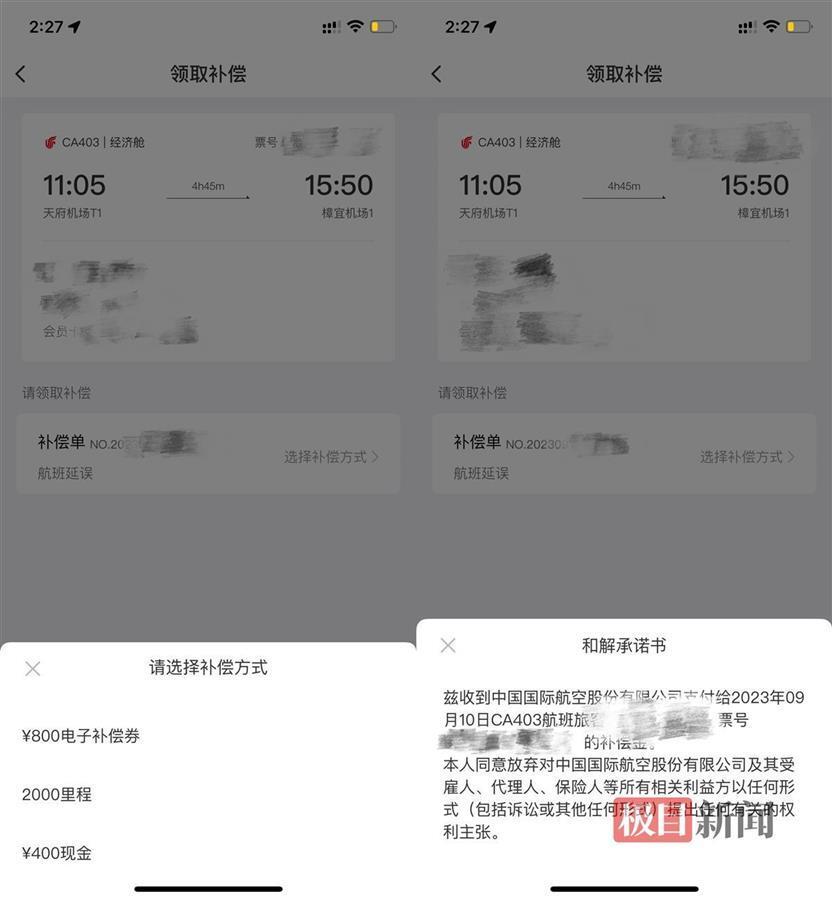 2:27
领取补偿
CA403 | 经济舱
票号
11:05
4h45m
15:50
天府机场T1
樟宜机场1
会员卡
请领取补偿
补偿单 NO.202
航班延误
选择补偿方式
请选择补偿方式
¥800电子补偿券
2000里程
¥400现金
2:27
领取补偿
CA403 | 经济舱
11:05
4h45m
15:50
天府机场T1
樟宜机场1
请领取补偿
补偿单 NO.20230
航班延误
选择补偿方式
和解承诺书
兹收到中国国际航空股份有限公司支付给2023年09
月10日CA403航班旅客
票号
的补偿金。
本人同意放弃对中国国际航空股份有限公司及其受
雇人、代理人、保险人等所有相关利益方以任何形
式（包括诉讼或其他任何形式）提出任何有关的权
利主张。
极目新闻